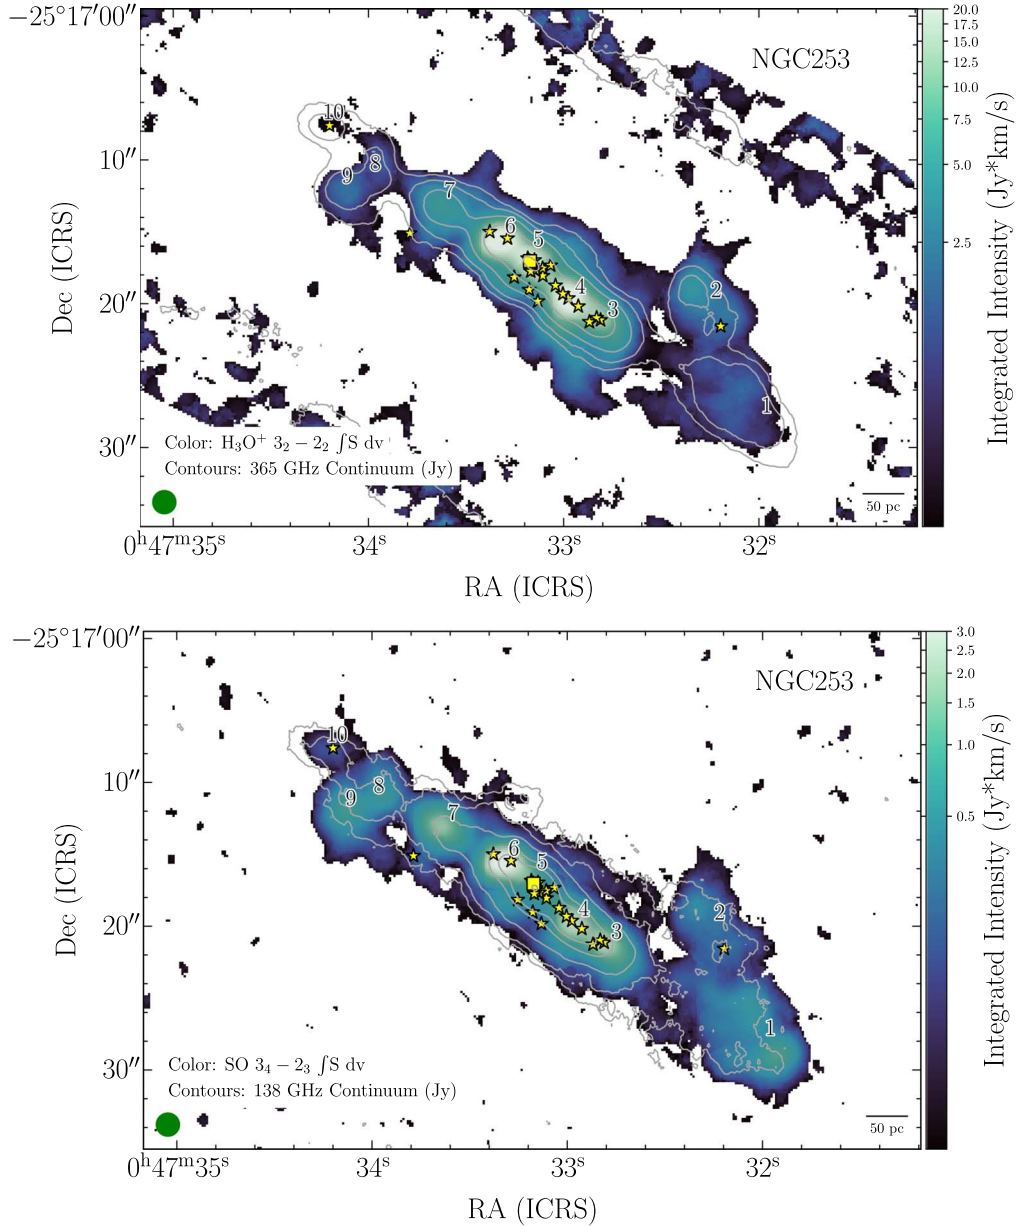 −25°17′00″
10″
20″
30″
Dec (ICRS)
NGC253
10
9
8
7
6
5
4
3
2
1
Color: H₃O⁺ 3₂ − 2₂ ∫S dv
Contours: 365 GHz Continuum (Jy)
50 pc
0ʰ47ᵐ35ˢ
34ˢ
33ˢ
32ˢ
RA (ICRS)
20.0
17.5
15.0
12.5
10.0
7.5
5.0
2.5
Integrated Intensity (Jy*km/s)
−25°17′00″
10″
20″
30″
Dec (ICRS)
NGC253
10
9
8
7
6
5
4
3
2
1
Color: SO 3₄ − 2₃ ∫S dv
Contours: 138 GHz Continuum (Jy)
50 pc
0ʰ47ᵐ35ˢ
34ˢ
33ˢ
32ˢ
RA (ICRS)
3.0
2.5
2.0
1.5
1.0
0.5
Integrated Intensity (Jy*km/s)